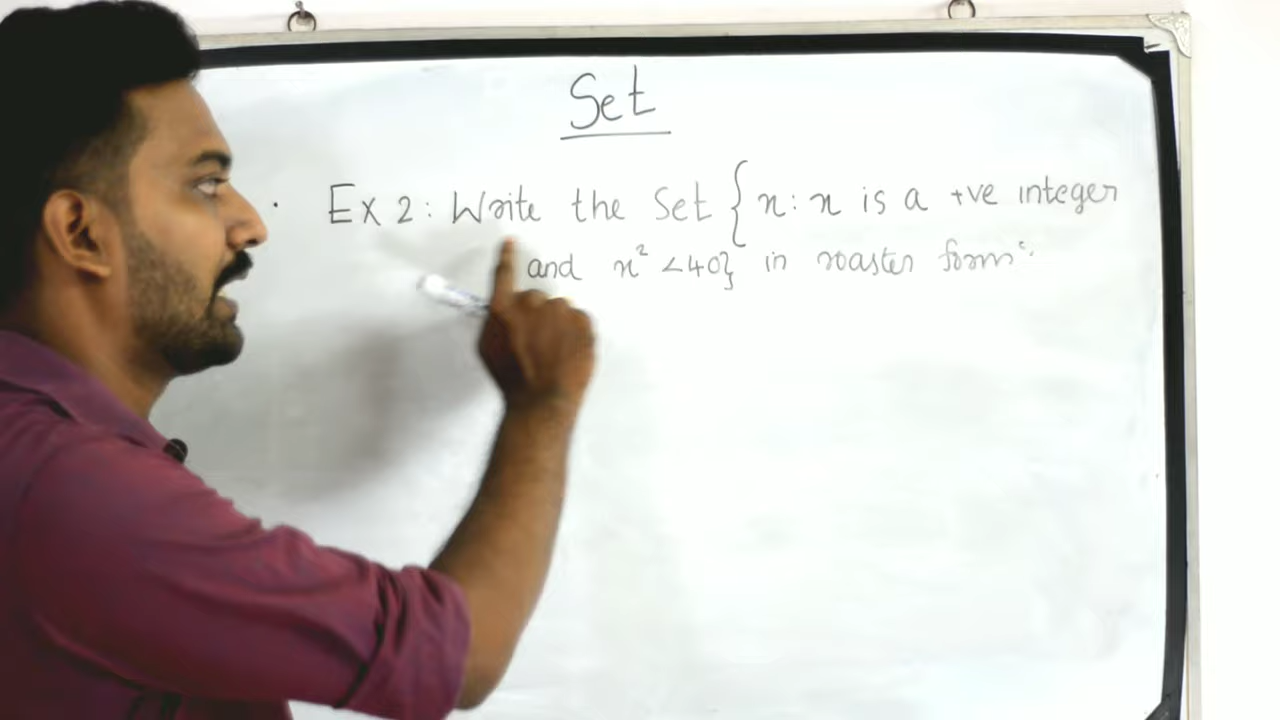 Set
Ex 2: Write the Set {x: x is a +ve integer
and x² <40} in roaster form.